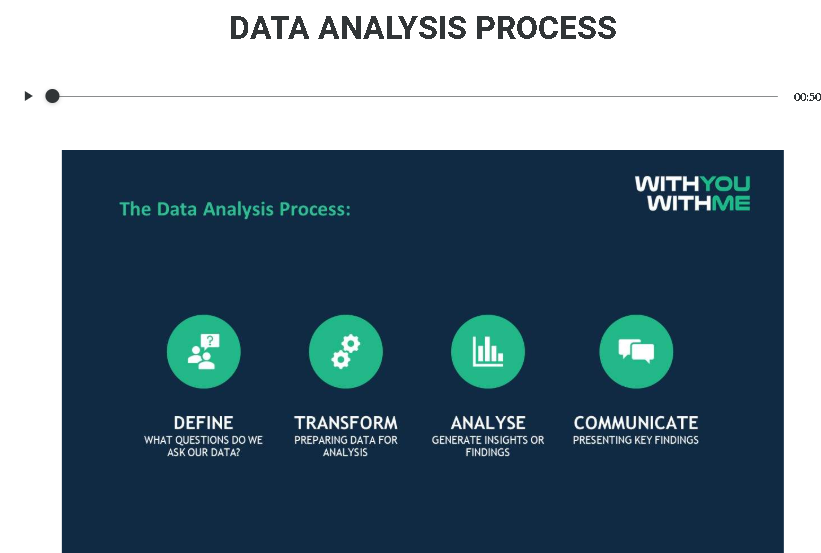 DATA ANALYSIS PROCESS
00:50
WITHYOU
WITHME
The Data Analysis Process:
?
DEFINE
WHAT QUESTIONS DO WE
ASK OUR DATA?
TRANSFORM
PREPARING DATA FOR
ANALYSIS
ANALYSE
GENERATE INSIGHTS OR
FINDINGS
COMMUNICATE
PRESENTING KEY FINDINGS